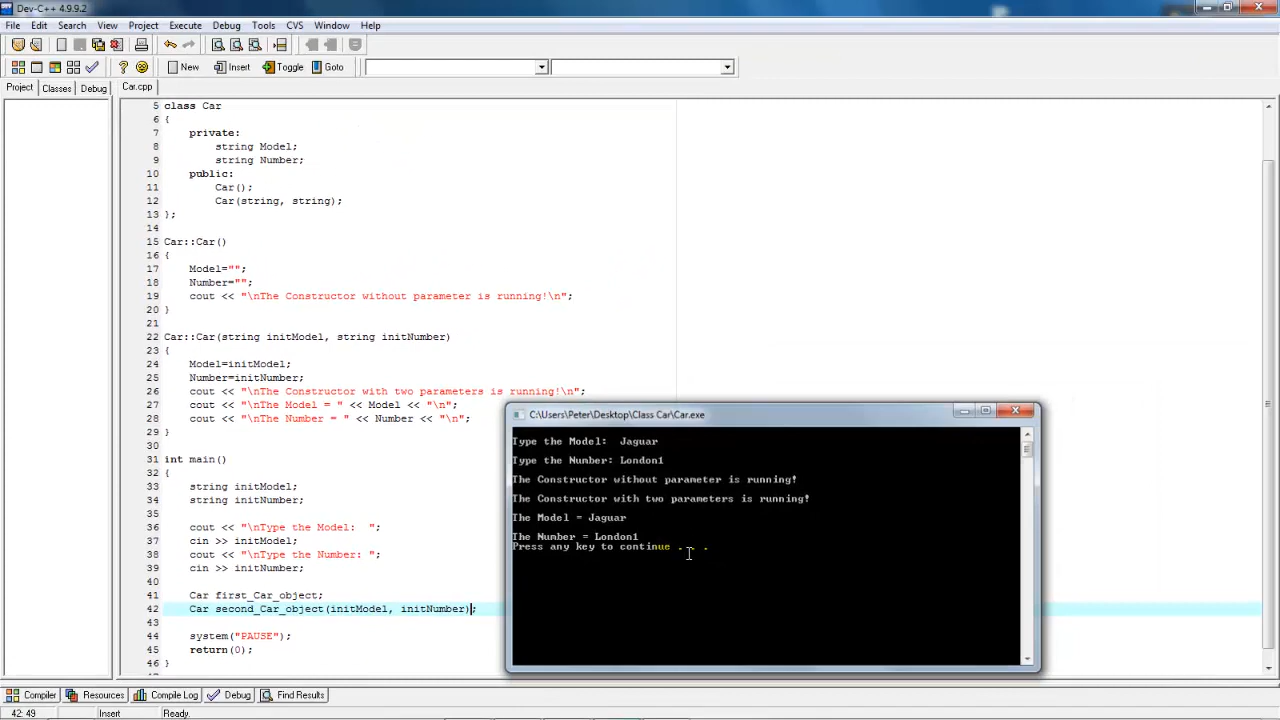 Dev-C++ 4.9.9.2
File Edit Search View Project Execute Debug Tools CVS Window Help
New Insert Toggle Goto
Project Classes Debug Car.cpp
5 class Car
6 {
7 private:
8 string Model;
9 string Number;
10 public:
11 Car();
12 Car(string, string);
13 };
14
15 Car::Car()
16 {
17 Model="";
18 Number="";
19 cout << "\nThe Constructor without parameter is running!\n";
20 }
21
22 Car::Car(string initModel, string initNumber)
23 {
24 Model=initModel;
25 Number=initNumber;
26 cout << "\nThe Constructor with two parameters is running!\n";
27 cout << "\nThe Model = " << Model << "\n";
28 cout << "\nThe Number = " << Number << "\n";
29 }
30
31 int main()
32 {
33 string initModel;
34 string initNumber;
35
36 cout << "\nType the Model:  ";
37 cin >> initModel;
38 cout << "\nType the Number: ";
39 cin >> initNumber;
40
41 Car first_Car_object;
42 Car second_Car_object(initModel, initNumber);
43
44 system("PAUSE");
45 return(0);
46 }
C:\Users\Peter\Desktop\Class Car\Car.exe
Type the Model:  Jaguar
Type the Number: London1
The Constructor without parameter is running!
The Constructor with two parameters is running!
The Model = Jaguar
The Number = London1
Press any key to continue . . .
Compiler Resources Compile Log Debug Find Results
42: 49 Insert Ready.